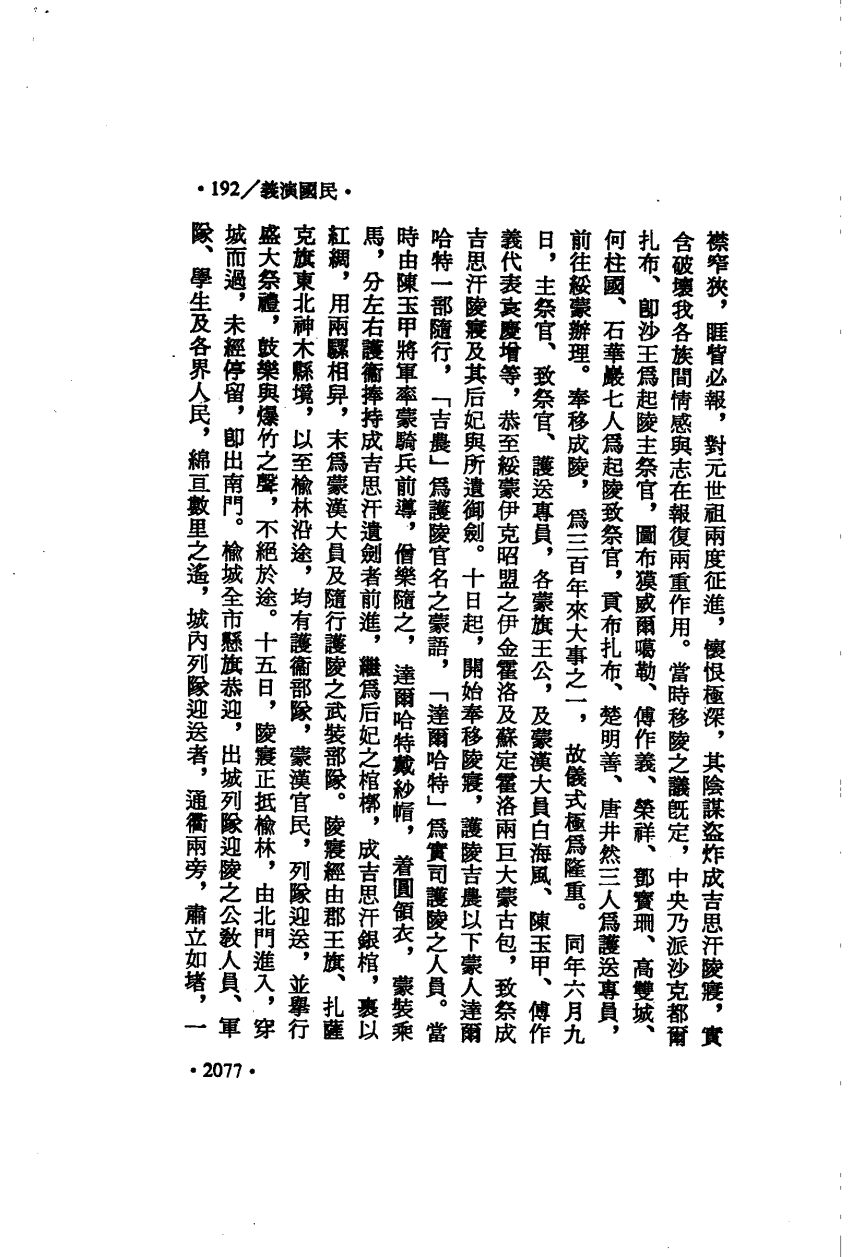 •192／義演國民•
襟窄狹，睚眥必報，對元世祖兩度征進，懷恨極深，其陰謀盜炸成吉思汗陵寢，實
含破壞我各族間情感與志在報復兩重作用。當時移陵之議旣定，中央乃派沙克都爾
扎布、卽沙王爲起陵主祭官，圖布獏威爾噶勒、傅作義、榮祥、鄧寶珊、高雙城、
何柱國、石華巖七人爲起陵致祭官，貢布扎布、楚明善、唐井然三人爲護送專員，
前往綏蒙辦理。奉移成陵，爲三百年來大事之一，故儀式極爲隆重。同年六月九
日，主祭官、致祭官、護送專員，各蒙旗王公，及蒙漢大員白海風、陳玉甲、傅作
義代表袁慶增等，恭至綏蒙伊克昭盟之伊金霍洛及蘇定霍洛兩巨大蒙古包，致祭成
吉思汗陵寢及其后妃與所遺御劍。十日起，開始奉移陵寢，護陵吉農以下蒙人達爾
哈特一部隨行，「吉農」爲護陵官名之蒙語，「達爾哈特」爲實司護陵之人員。當
時由陳玉甲將軍率蒙騎兵前導，僧樂隨之，達爾哈特戴紗帽，着圓領衣，蒙裝乘
馬，分左右護衞捧持成吉思汗遺劍者前進，繼爲后妃之棺槨，成吉思汗銀棺，裹以
紅綢，用兩騾相舁，末爲蒙漢大員及隨行護陵之武裝部隊。陵寢經由郡王旗、扎薩
克旗東北神木縣境，以至榆林沿途，均有護衞部隊，蒙漢官民，列隊迎送，並舉行
盛大祭禮，鼓樂與爆竹之聲，不絕於途。十五日，陵寢正抵榆林，由北門進入，穿
城而過，未經停留，卽出南門。榆城全市懸旗恭迎，出城列隊迎陵之公敎人員、軍
隊、學生及各界人民，綿亘數里之遙，城內列隊迎送者，通衢兩旁，肅立如堵，一
•2077•